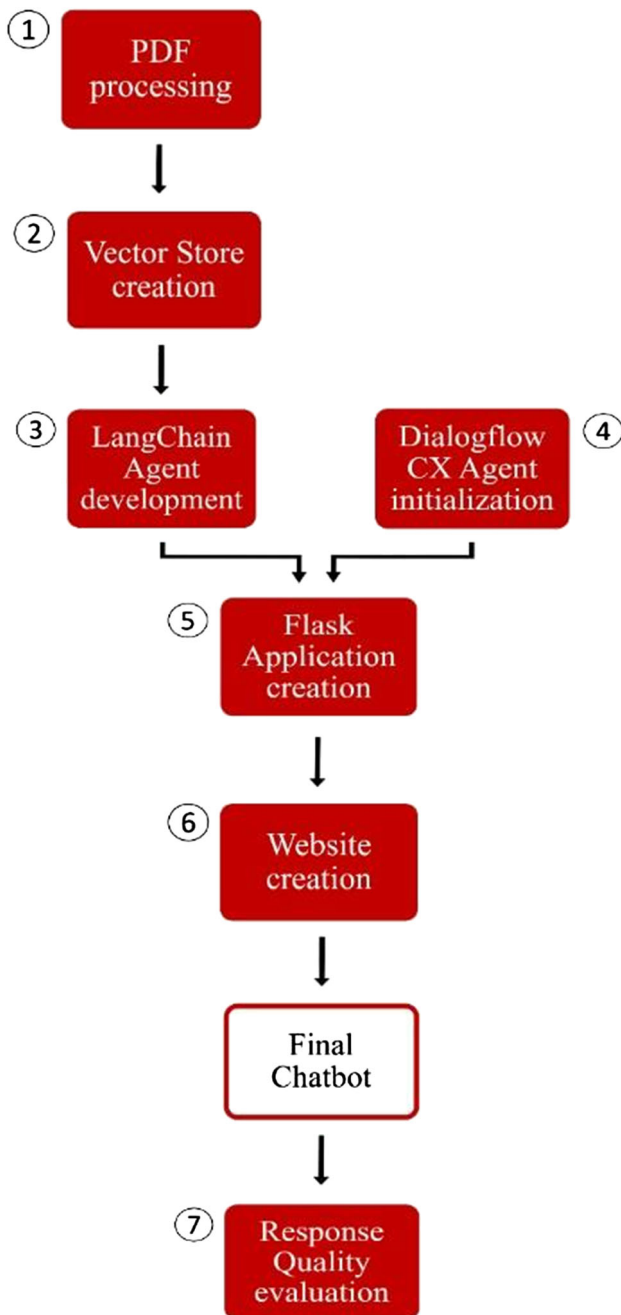 ①
PDF
processing
②
Vector Store
creation
③
LangChain
Agent
development
Dialogflow
CX Agent
initialization
④
⑤
Flask
Application
creation
⑥
Website
creation
Final
Chatbot
⑦
Response
Quality
evaluation